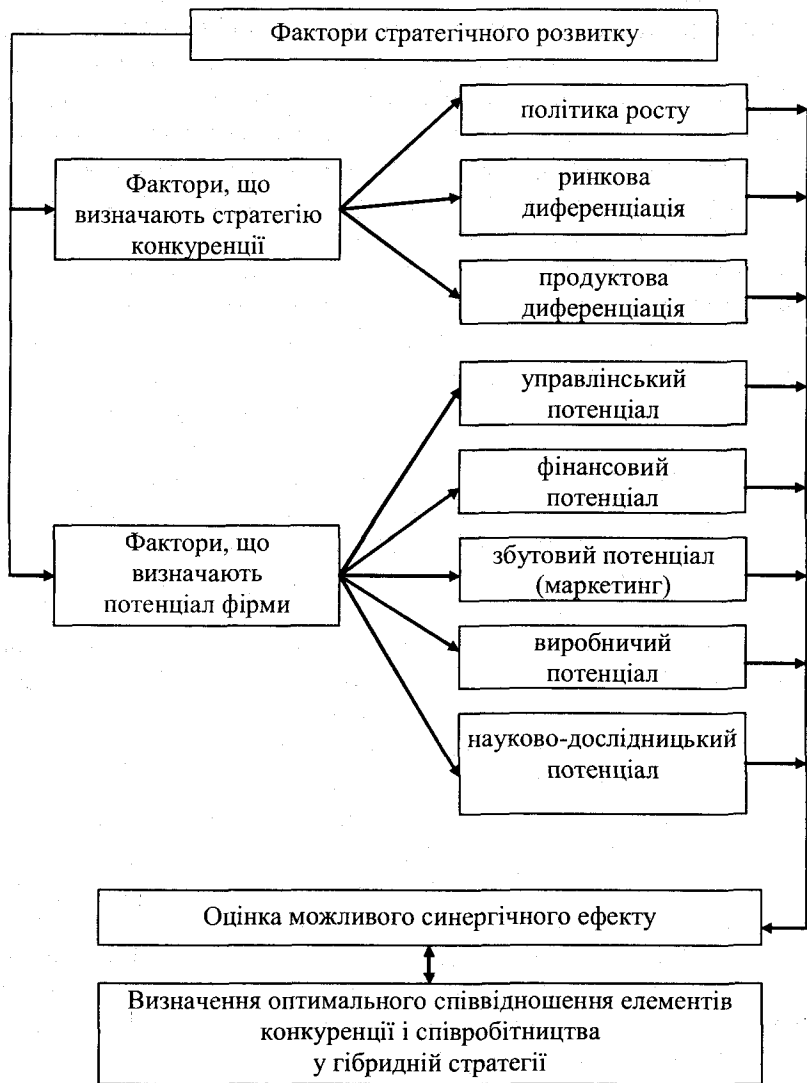 Фактори стратегічного розвитку
політика росту
Фактори, що
визначають стратегію
конкуренції
ринкова
диференціація
продуктова
диференціація
управлінський
потенціал
фінансовий
потенціал
Фактори, що
визначають
потенціал фірми
збутовий потенціал
(маркетинг)
виробничий
потенціал
науково-дослідницький
потенціал
Оцінка можливого синергічного ефекту
Визначення оптимального співвідношення елементів
конкуренції і співробітництва
у гібридній стратегії